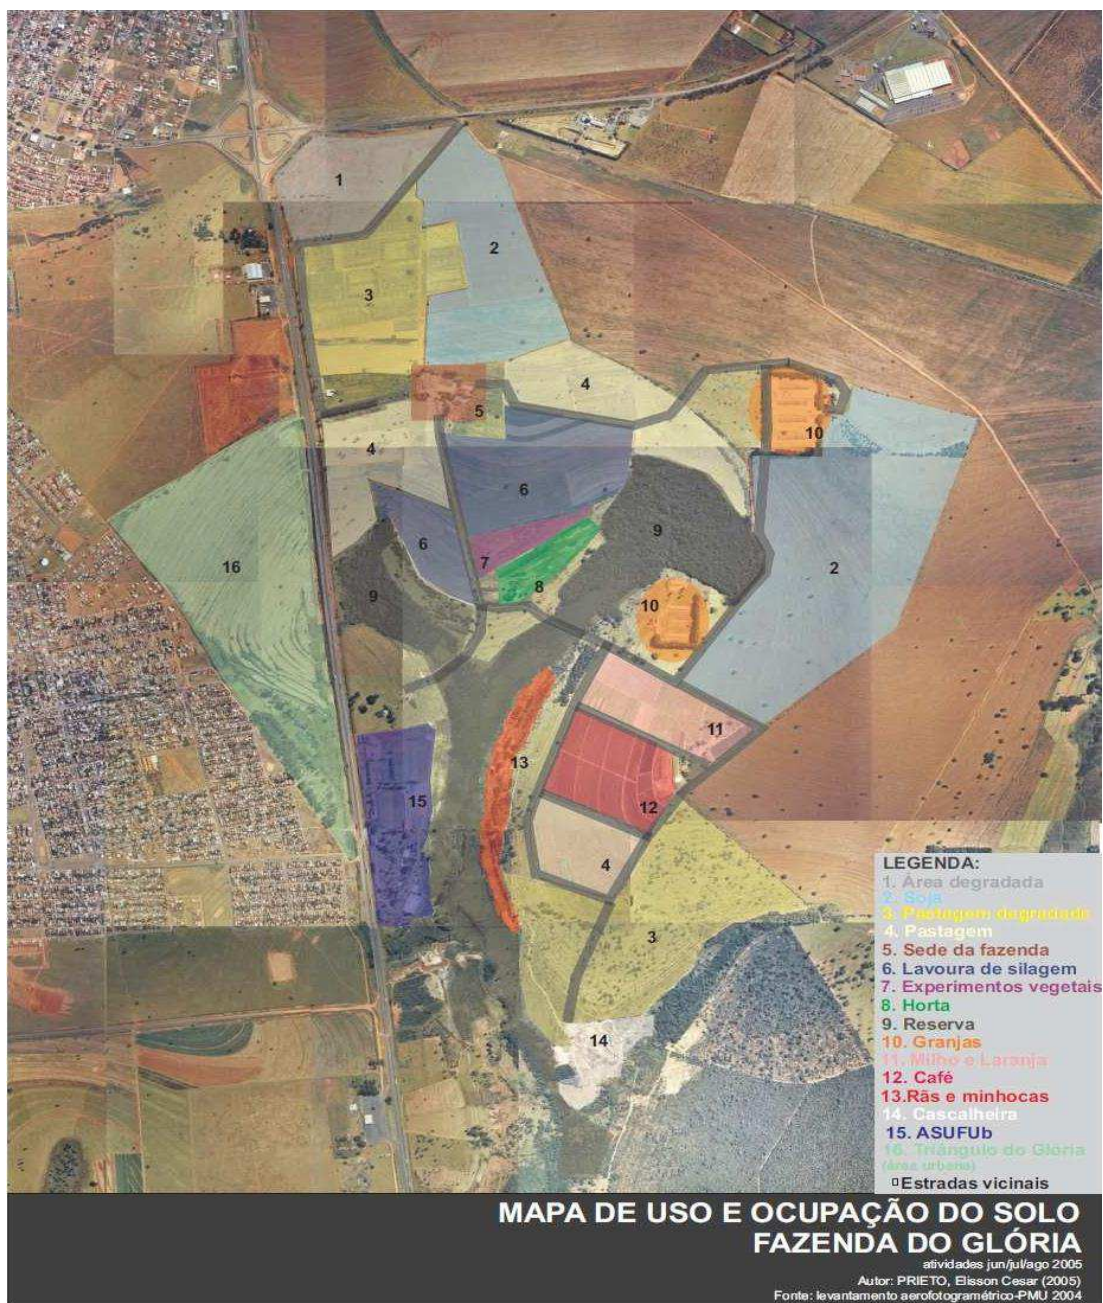 1
2
3
4
5
10
4
6
9
6
16
7
2
8
9
10
11
13
15
12
4
3
14
LEGENDA:
1. Área degradada
2. Soja
3. Pastagem degradada
4. Pastagem
5. Sede da fazenda
6. Lavoura de silagem
7. Experimentos vegetais
8. Horta
9. Reserva
10. Granjas
11. Milho e Laranja
12. Café
13.Rãs e minhocas
14. Cascalheira
15. ASUFUb
16. Triângulo do Glória
(área urbana)
Estradas vicinais
MAPA DE USO E OCUPAÇÃO DO SOLO
FAZENDA DO GLÓRIA
atividades jun/jul/ago 2005
Autor: PRIETO, Elisson Cesar (2005)
Fonte: levantamento aerofotogramétrico-PMU 2004